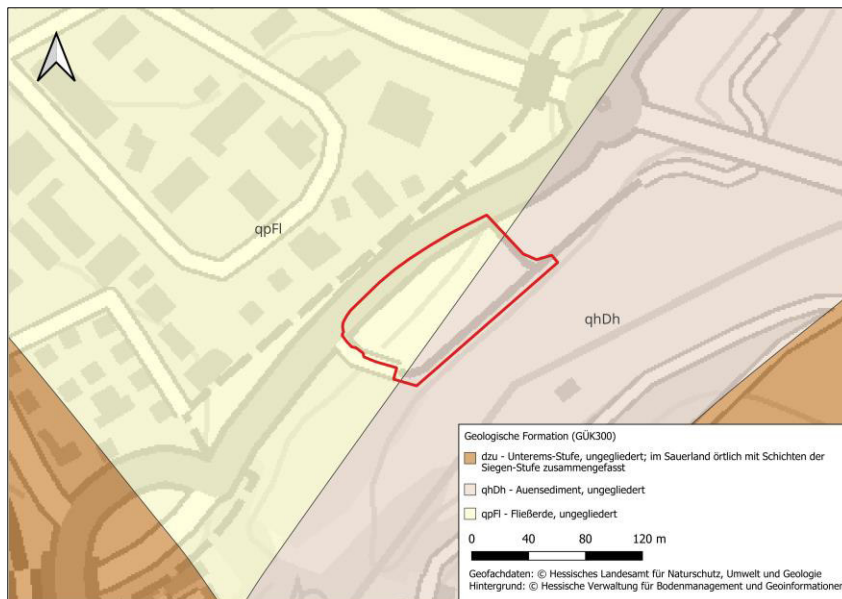 qpFl
qhDh
Geologische Formation (GÜK300)
dzu - Unterems-Stufe, ungegliedert; im Sauerland örtlich mit Schichten der
Siegen-Stufe zusammengefasst
qhDh - Auensediment, ungegliedert
qpFl - Fließerde, ungegliedert
0 40 80 120 m
Geofachdaten: © Hessisches Landesamt für Naturschutz, Umwelt und Geologie
Hintergrund: © Hessische Verwaltung für Bodenmanagement und Geoinformationen